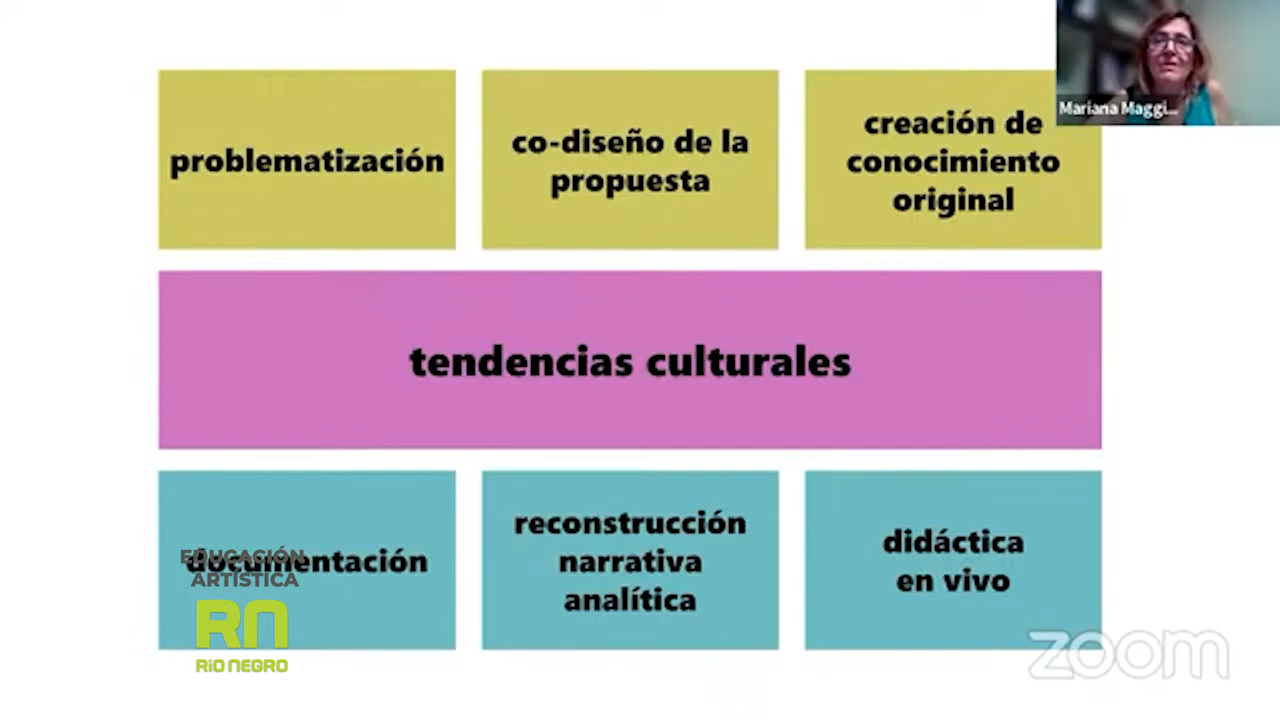 Mariana Maggi...
problematización
co-diseño de la
propuesta
creación de
conocimiento
original
tendencias culturales
documentación
reconstrucción
narrativa
analítica
didáctica
en vivo
EDUCACIÓN
ARTÍSTICA
RN
RÍO NEGRO
zoom